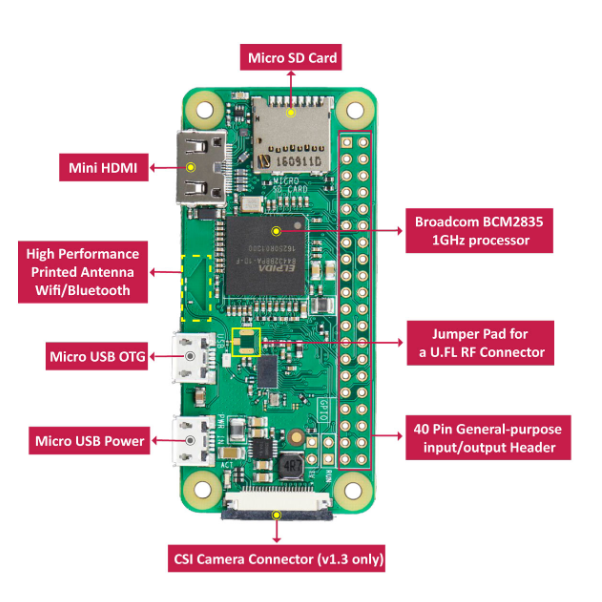 Micro SD Card
Mini HDMI
160911D
MICRO
SD CARD
Broadcom BCM2835
1GHz processor
High Performance
Printed Antenna
Wifi/Bluetooth
ELPIDA
USB
Jumper Pad for
a U.FL RF Connector
Micro USB OTG
GPIO
40 Pin General-purpose
input/output Header
Micro USB Power
PWR IN
ACT
4R7
RUN
CSI Camera Connector (v1.3 only)